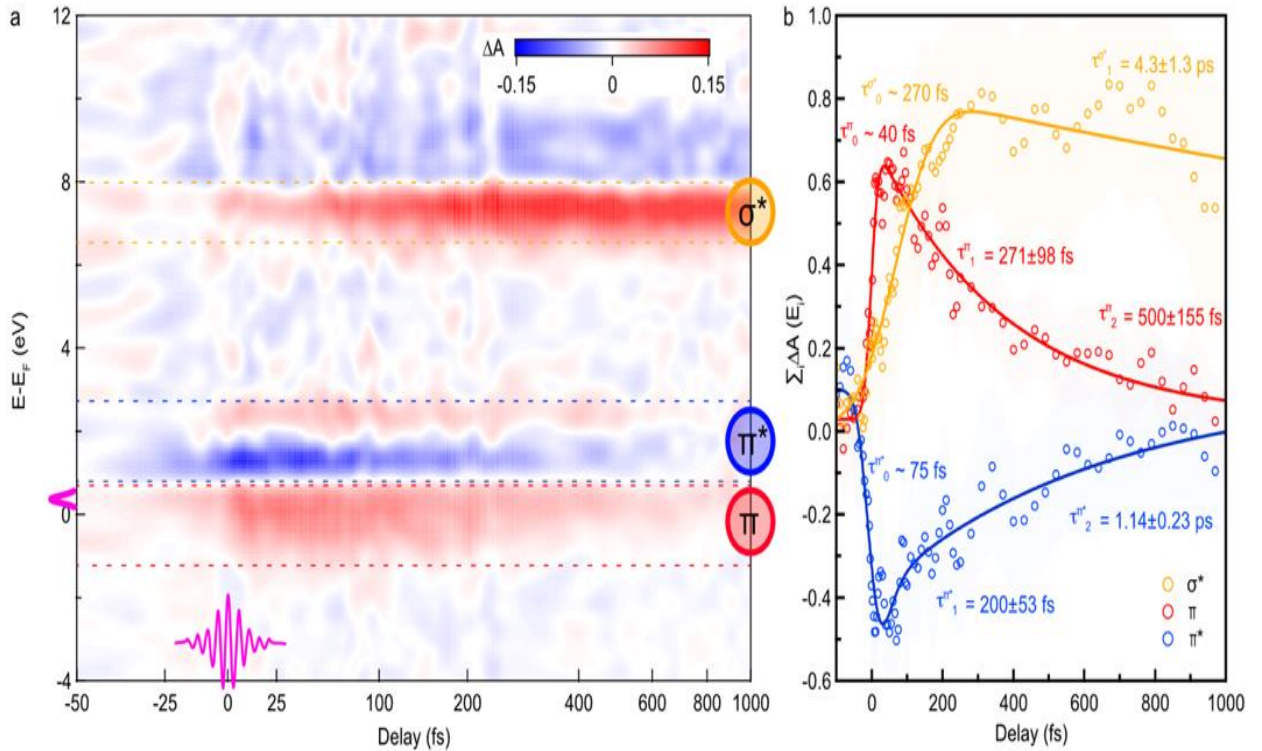 a
12
8
4
0
-4
E-E_F (eV)
ΔA
-0.15 0 0.15
σ*
π*
π
-50 -25 0 25 100 200 400 600 800 1000
Delay (fs)
b
1.0
0.8
0.6
0.4
0.2
0.0
-0.2
-0.4
-0.6
Σ_i ΔA (E_i)
τ^σ*_1 = 4.3±1.3 ps
τ^σ*_0 ~ 270 fs
τ^π_0 ~ 40 fs
τ^π_1 = 271±98 fs
τ^π_2 = 500±155 fs
τ^π*_0 ~ 75 fs
τ^π*_2 = 1.14±0.23 ps
τ^π*_1 = 200±53 fs
σ*
π
π*
0 200 400 600 800 1000
Delay (fs)